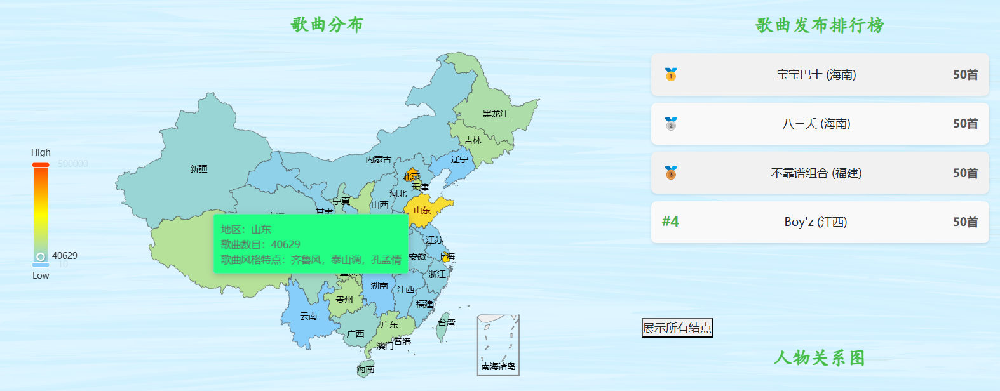 歌曲分布
歌曲发布排行榜
🥇 宝宝巴士 (海南) 50首
🥈 八三夭 (海南) 50首
🥉 不靠谱组合 (福建) 50首
#4 Boy'z (江西) 50首
High
500000
40629
10
Low
黑龙江
吉林
辽宁
内蒙古
新疆
北京
天津
河北
宁夏
山西
山东
甘肃
地区：山东
歌曲数目：40629
歌曲风格特点：齐鲁风，泰山调，孔孟情
江苏
安徽
上海
浙江
重庆
湖南
江西
贵州
福建
云南
广东
台湾
广西
香港
澳门
海南
南海诸岛
展示所有结点
人物关系图